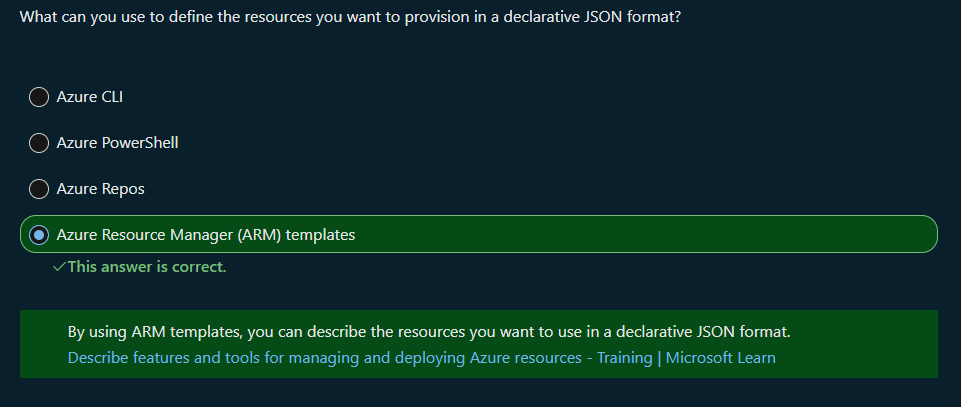 What can you use to define the resources you want to provision in a declarative JSON format?
Azure CLI
Azure PowerShell
Azure Repos
Azure Resource Manager (ARM) templates
✓This answer is correct.
By using ARM templates, you can describe the resources you want to use in a declarative JSON format.
Describe features and tools for managing and deploying Azure resources - Training | Microsoft Learn